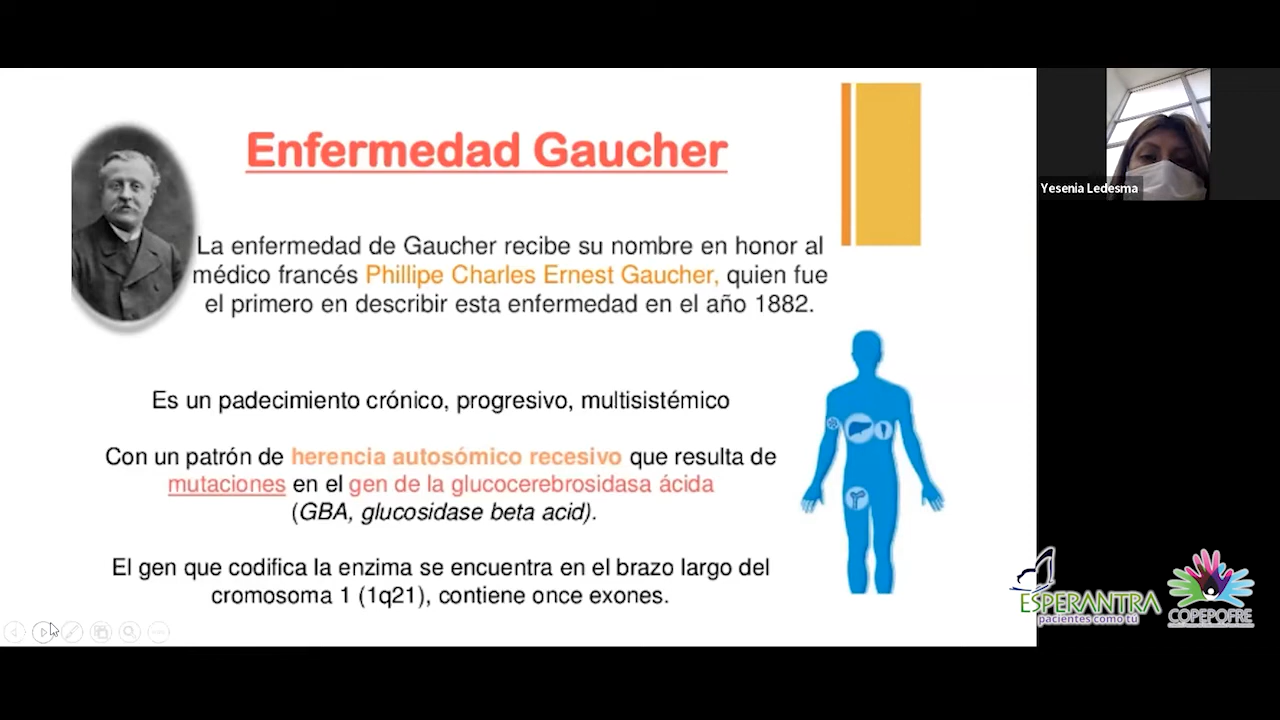 Enfermedad Gaucher
La enfermedad de Gaucher recibe su nombre en honor al
médico francés Phillipe Charles Ernest Gaucher, quien fue
el primero en describir esta enfermedad en el año 1882.
Es un padecimiento crónico, progresivo, multisistémico
Con un patrón de herencia autosómico recesivo que resulta de
mutaciones en el gen de la glucocerebrosidasa ácida
(GBA, glucosidase beta acid).
El gen que codifica la enzima se encuentra en el brazo largo del
cromosoma 1 (1q21), contiene once exones.
Yesenia Ledesma
ESPERANTRA
pacientes como tú
COPEPOFRE